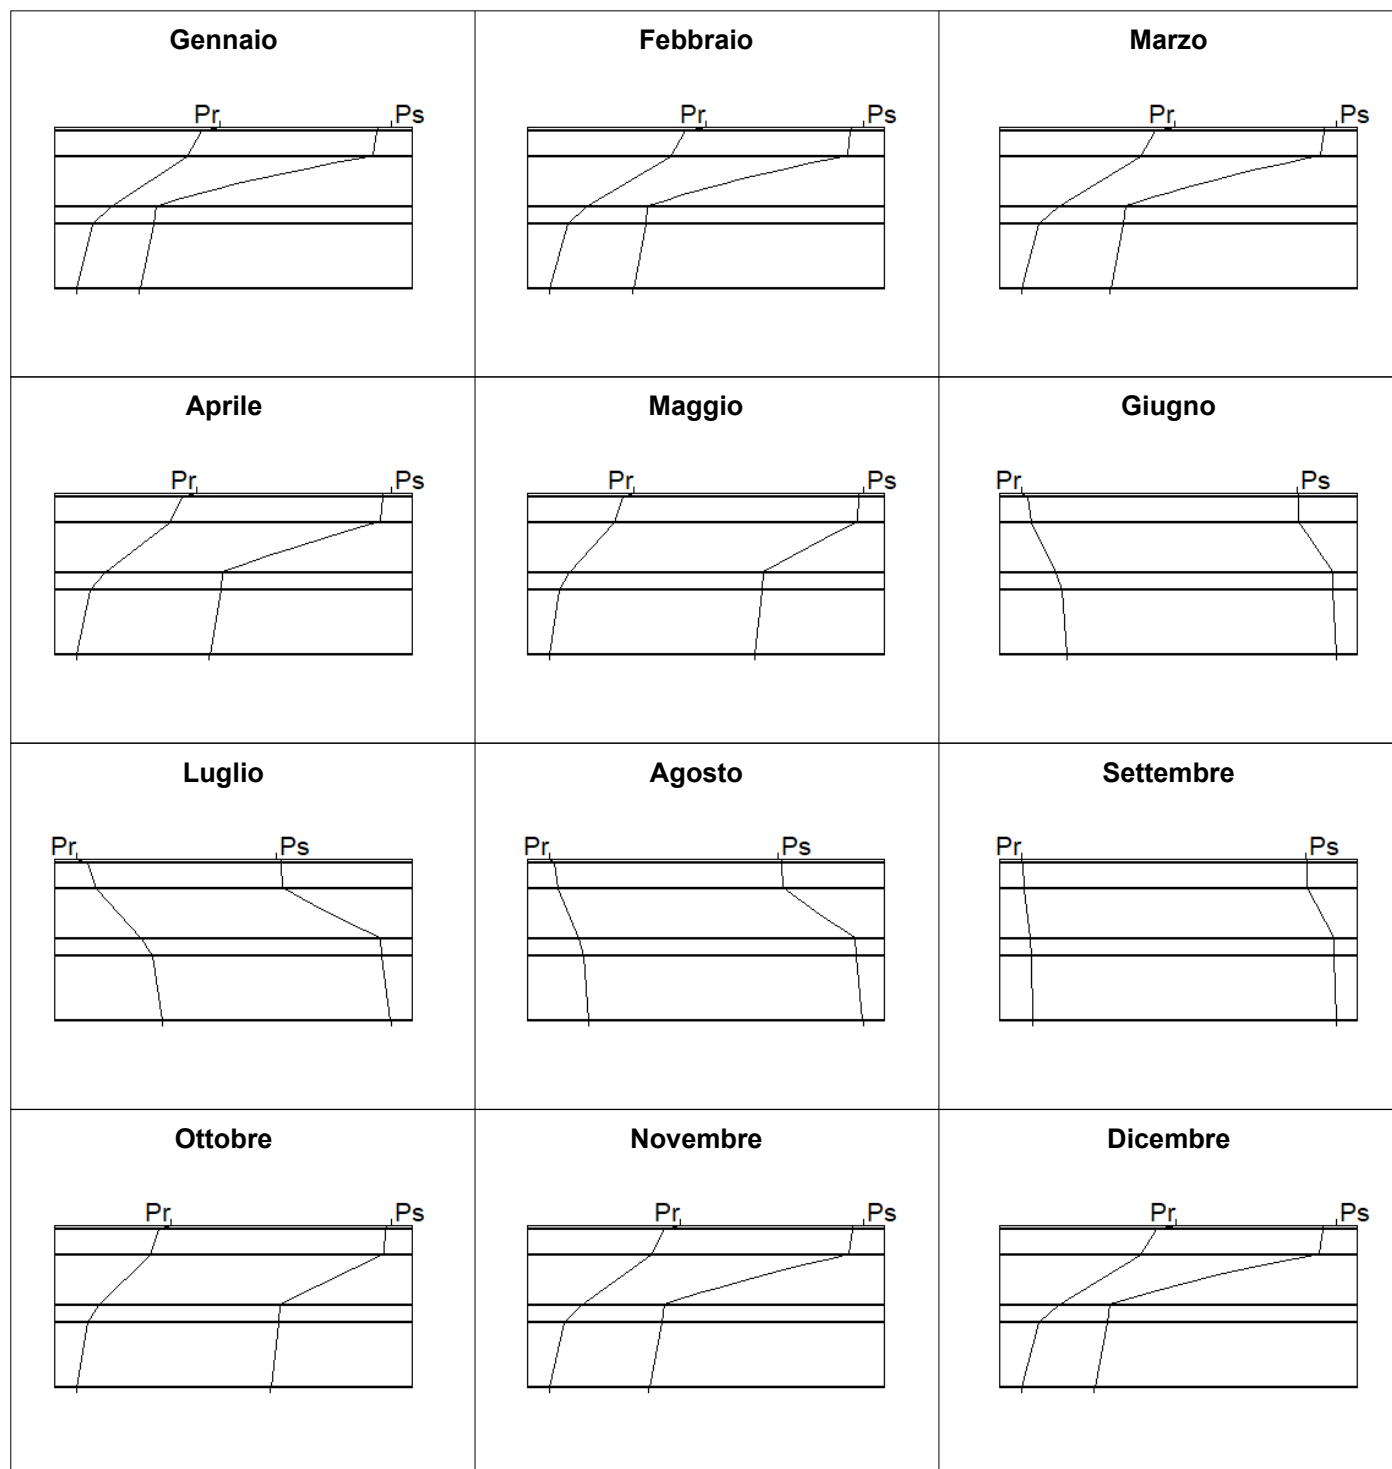 Gennaio Febbraio Marzo
Pr Ps Pr Ps Pr Ps
Aprile Maggio Giugno
Pr Ps Pr Ps Pr Ps
Luglio Agosto Settembre
Pr Ps Pr Ps Pr Ps
Ottobre Novembre Dicembre
Pr Ps Pr Ps Pr Ps